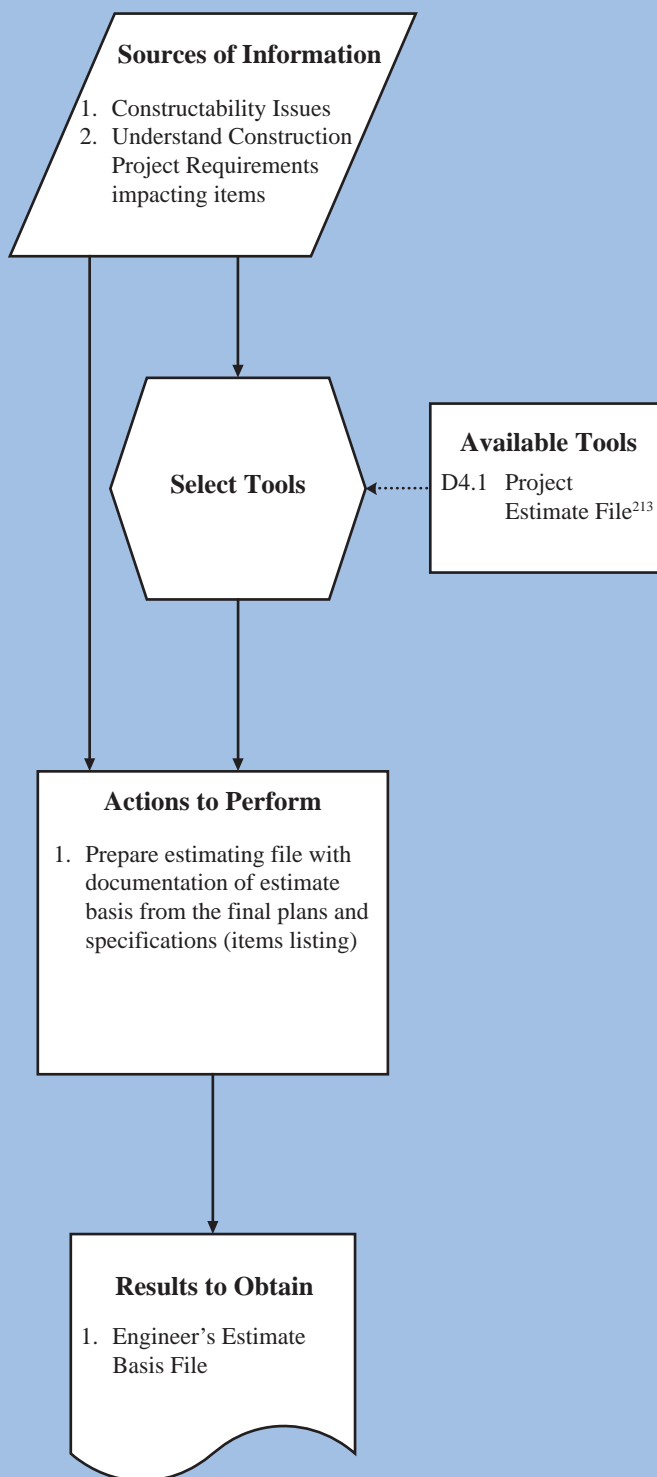 Sources of Information
1. Constructability Issues
2. Understand Construction
Project Requirements
impacting items
Select Tools
Available Tools
D4.1 Project
Estimate File²¹³
Actions to Perform
1. Prepare estimating file with
documentation of estimate
basis from the final plans and
specifications (items listing)
Results to Obtain
1. Engineer’s Estimate
Basis File